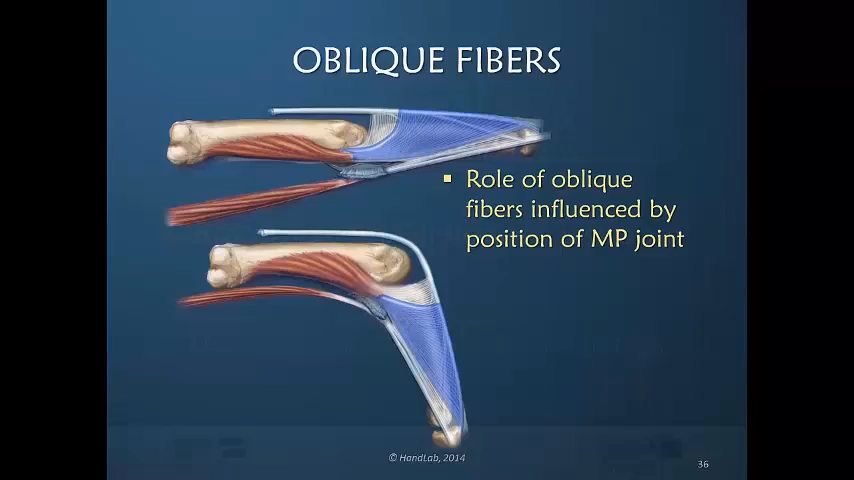 OBLIQUE FIBERS
▪ Role of oblique
fibers influenced by
position of MP joint
© HandLab, 2014
36